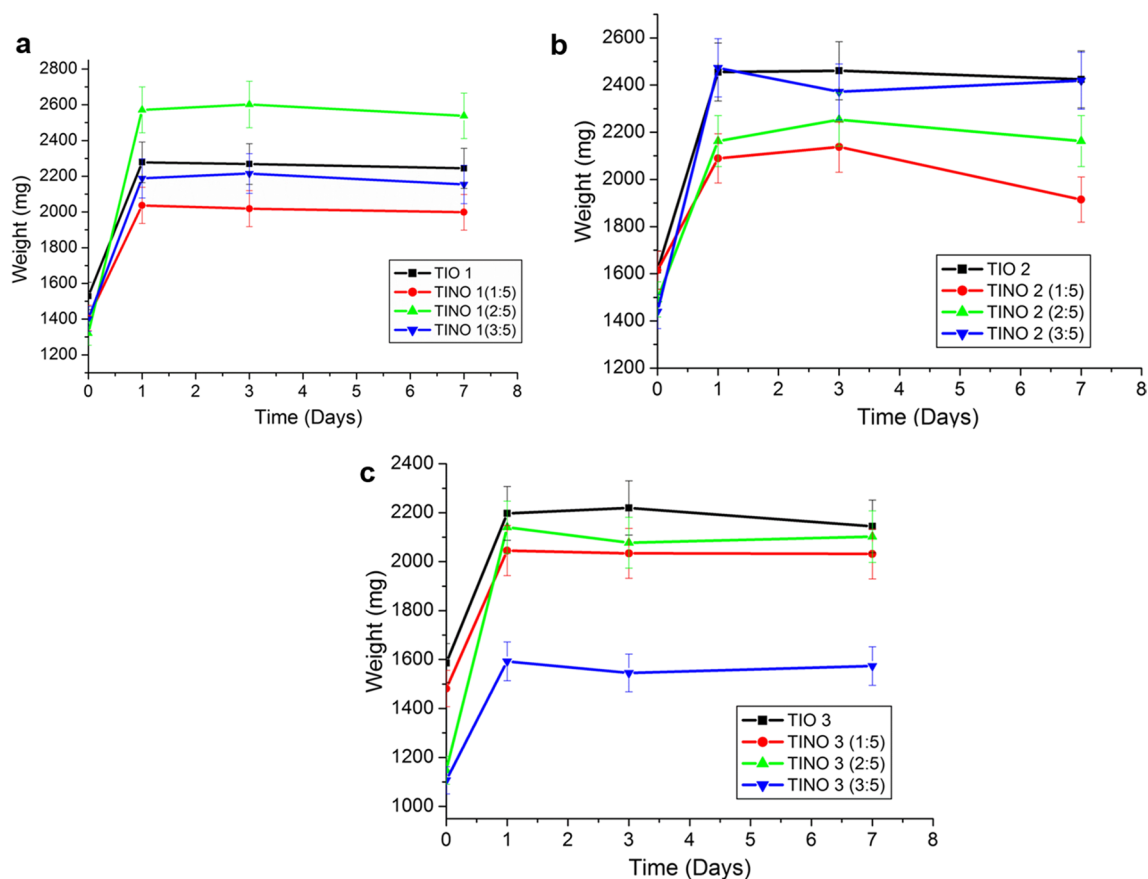 a
2800
2600
2400
2200
2000
1800
1600
1400
1200
Weight (mg)
0 1 2 3 4 5 6 7 8
Time (Days)
TIO 1
TINO 1(1:5)
TINO 1(2:5)
TINO 1(3:5)
b
2600
2400
2200
2000
1800
1600
1400
1200
Weight (mg)
0 1 2 3 4 5 6 7 8
Time (Days)
TIO 2
TINO 2 (1:5)
TINO 2 (2:5)
TINO 2 (3:5)
c
2400
2200
2000
1800
1600
1400
1200
1000
Weight (mg)
0 1 2 3 4 5 6 7 8
Time (Days)
TIO 3
TINO 3 (1:5)
TINO 3 (2:5)
TINO 3 (3:5)